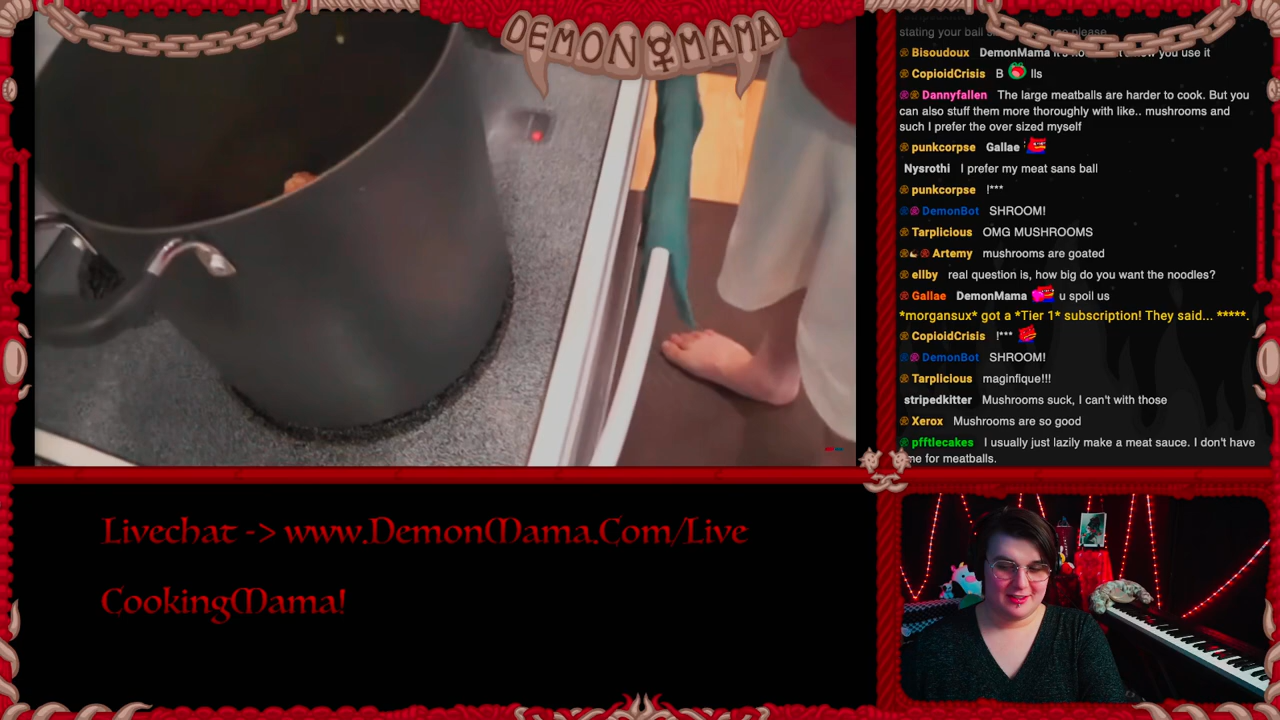 DEMON MAMA
stating your ball please
Bisoudoux DemonMama you use it
CopioidCrisis B lls
Dannyfallen The large meatballs are harder to cook. But you
can also stuff them more thoroughly with like.. mushrooms and
such I prefer the over sized myself
punkcorpse Gallae
Nysrothi I prefer my meat sans ball
punkcorpse !***
DemonBot SHROOM!
Tarplicious OMG MUSHROOMS
Artemy mushrooms are goated
ellby real question is, how big do you want the noodles?
Gallae DemonMama u spoil us
*morgansux* got a *Tier 1* subscription! They said... *****.
CopioidCrisis !***
DemonBot SHROOM!
Tarplicious maginfique!!!
stripedkitter Mushrooms suck, I can't with those
Xerox Mushrooms are so good
pfftlecakes I usually just lazily make a meat sauce. I don't have
me for meatballs.
Livechat -> www.DemonMama.Com/Live
CookingMama!